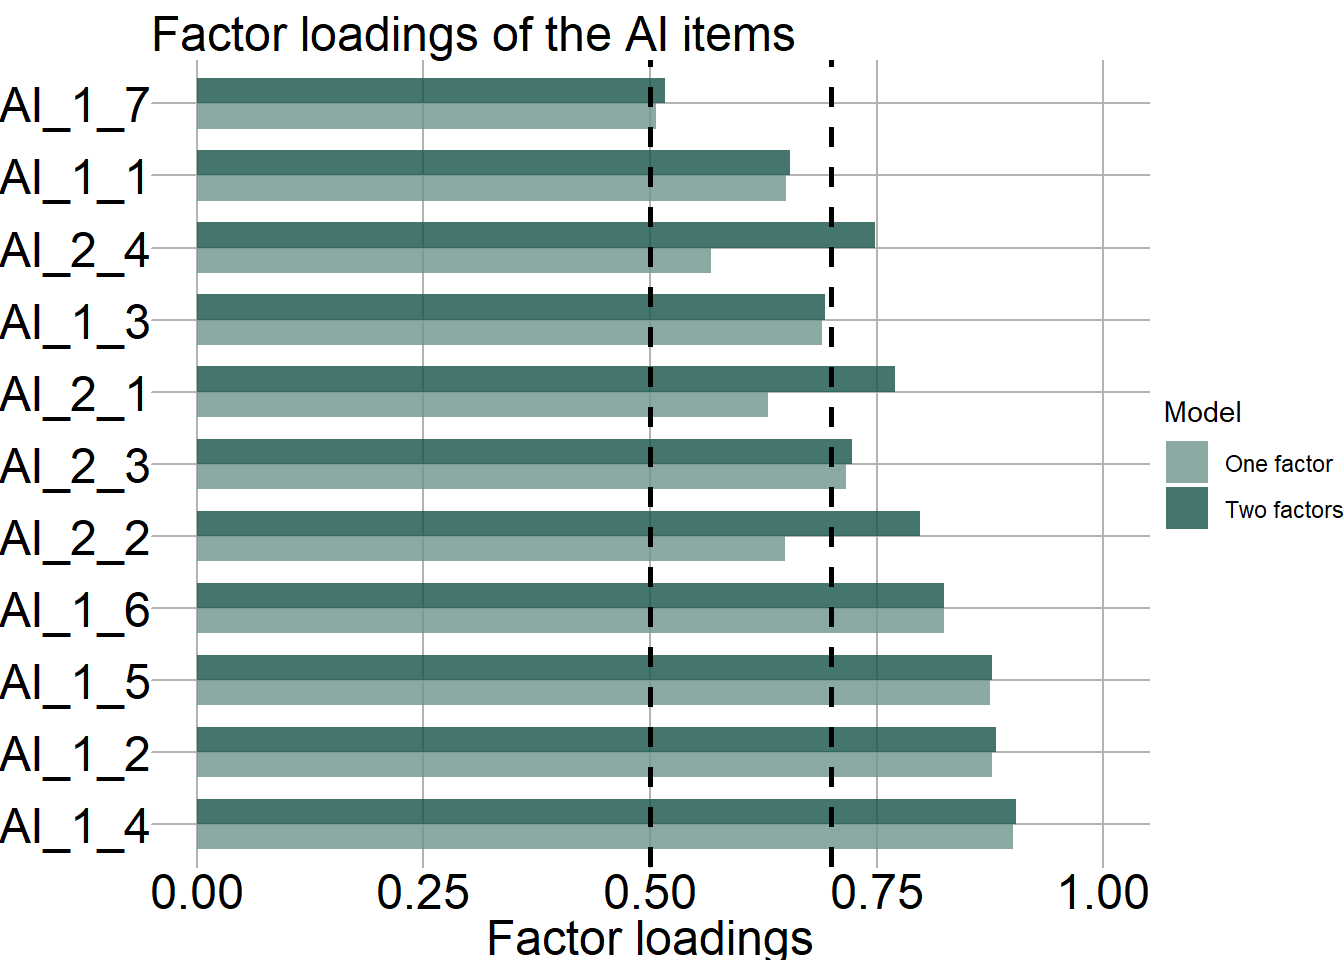 Factor loadings of the AI items
AI_1_7
AI_1_1
AI_2_4
AI_1_3
AI_2_1
AI_2_3
AI_2_2
AI_1_6
AI_1_5
AI_1_2
AI_1_4
0.00 0.25 0.50 0.75 1.00
Factor loadings
Model
One factor
Two factors